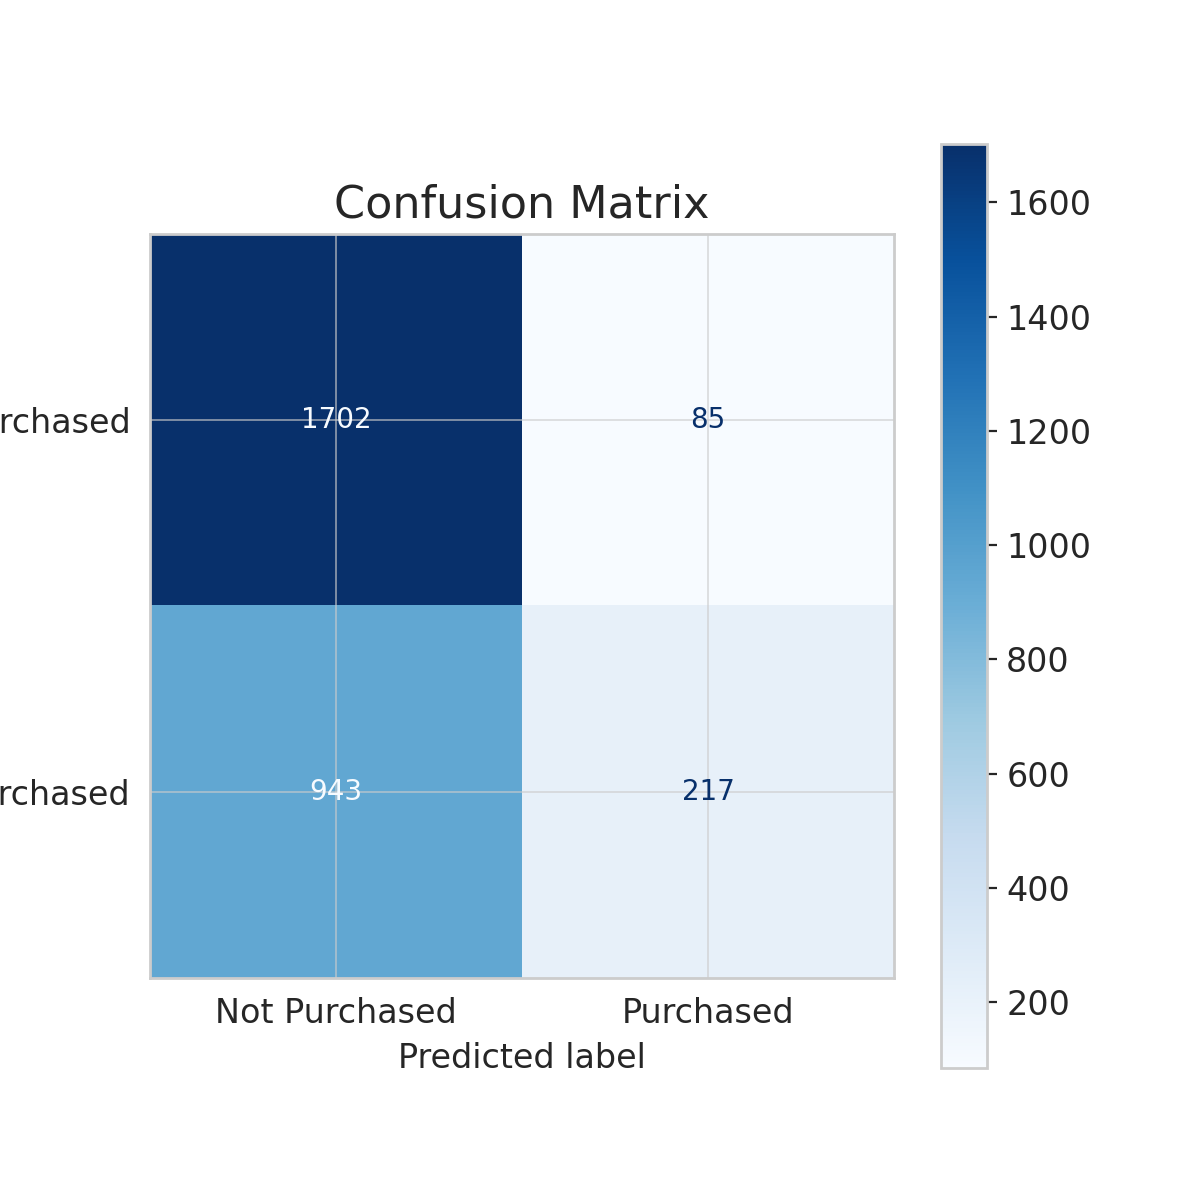 Confusion Matrix
1600
1400
1200
1000
800
600
400
200
rchased
1702
85
rchased
943
217
Not Purchased
Purchased
Predicted label